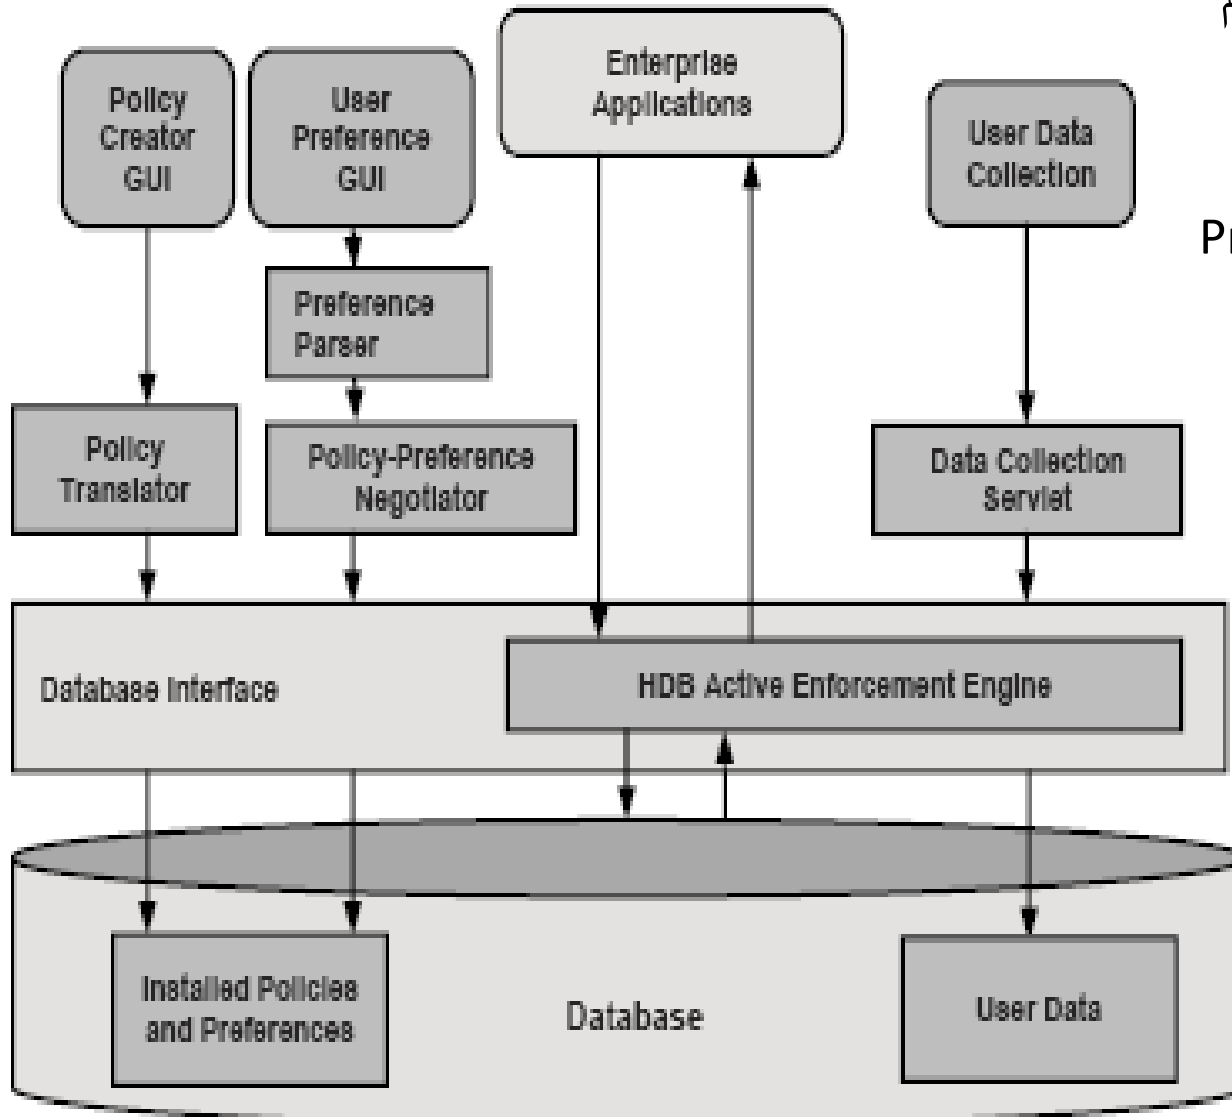 Policy
Creator
GUI
User
Preference
GUI
Enterprise
Applications
User Data
Collection
Preference
Parser
Policy
Translator
Policy-Preference
Negotiator
Data Collection
Servlet
Database Interface
HDB Active Enforcement Engine
Installed Policies
and Preferences
Database
User Data